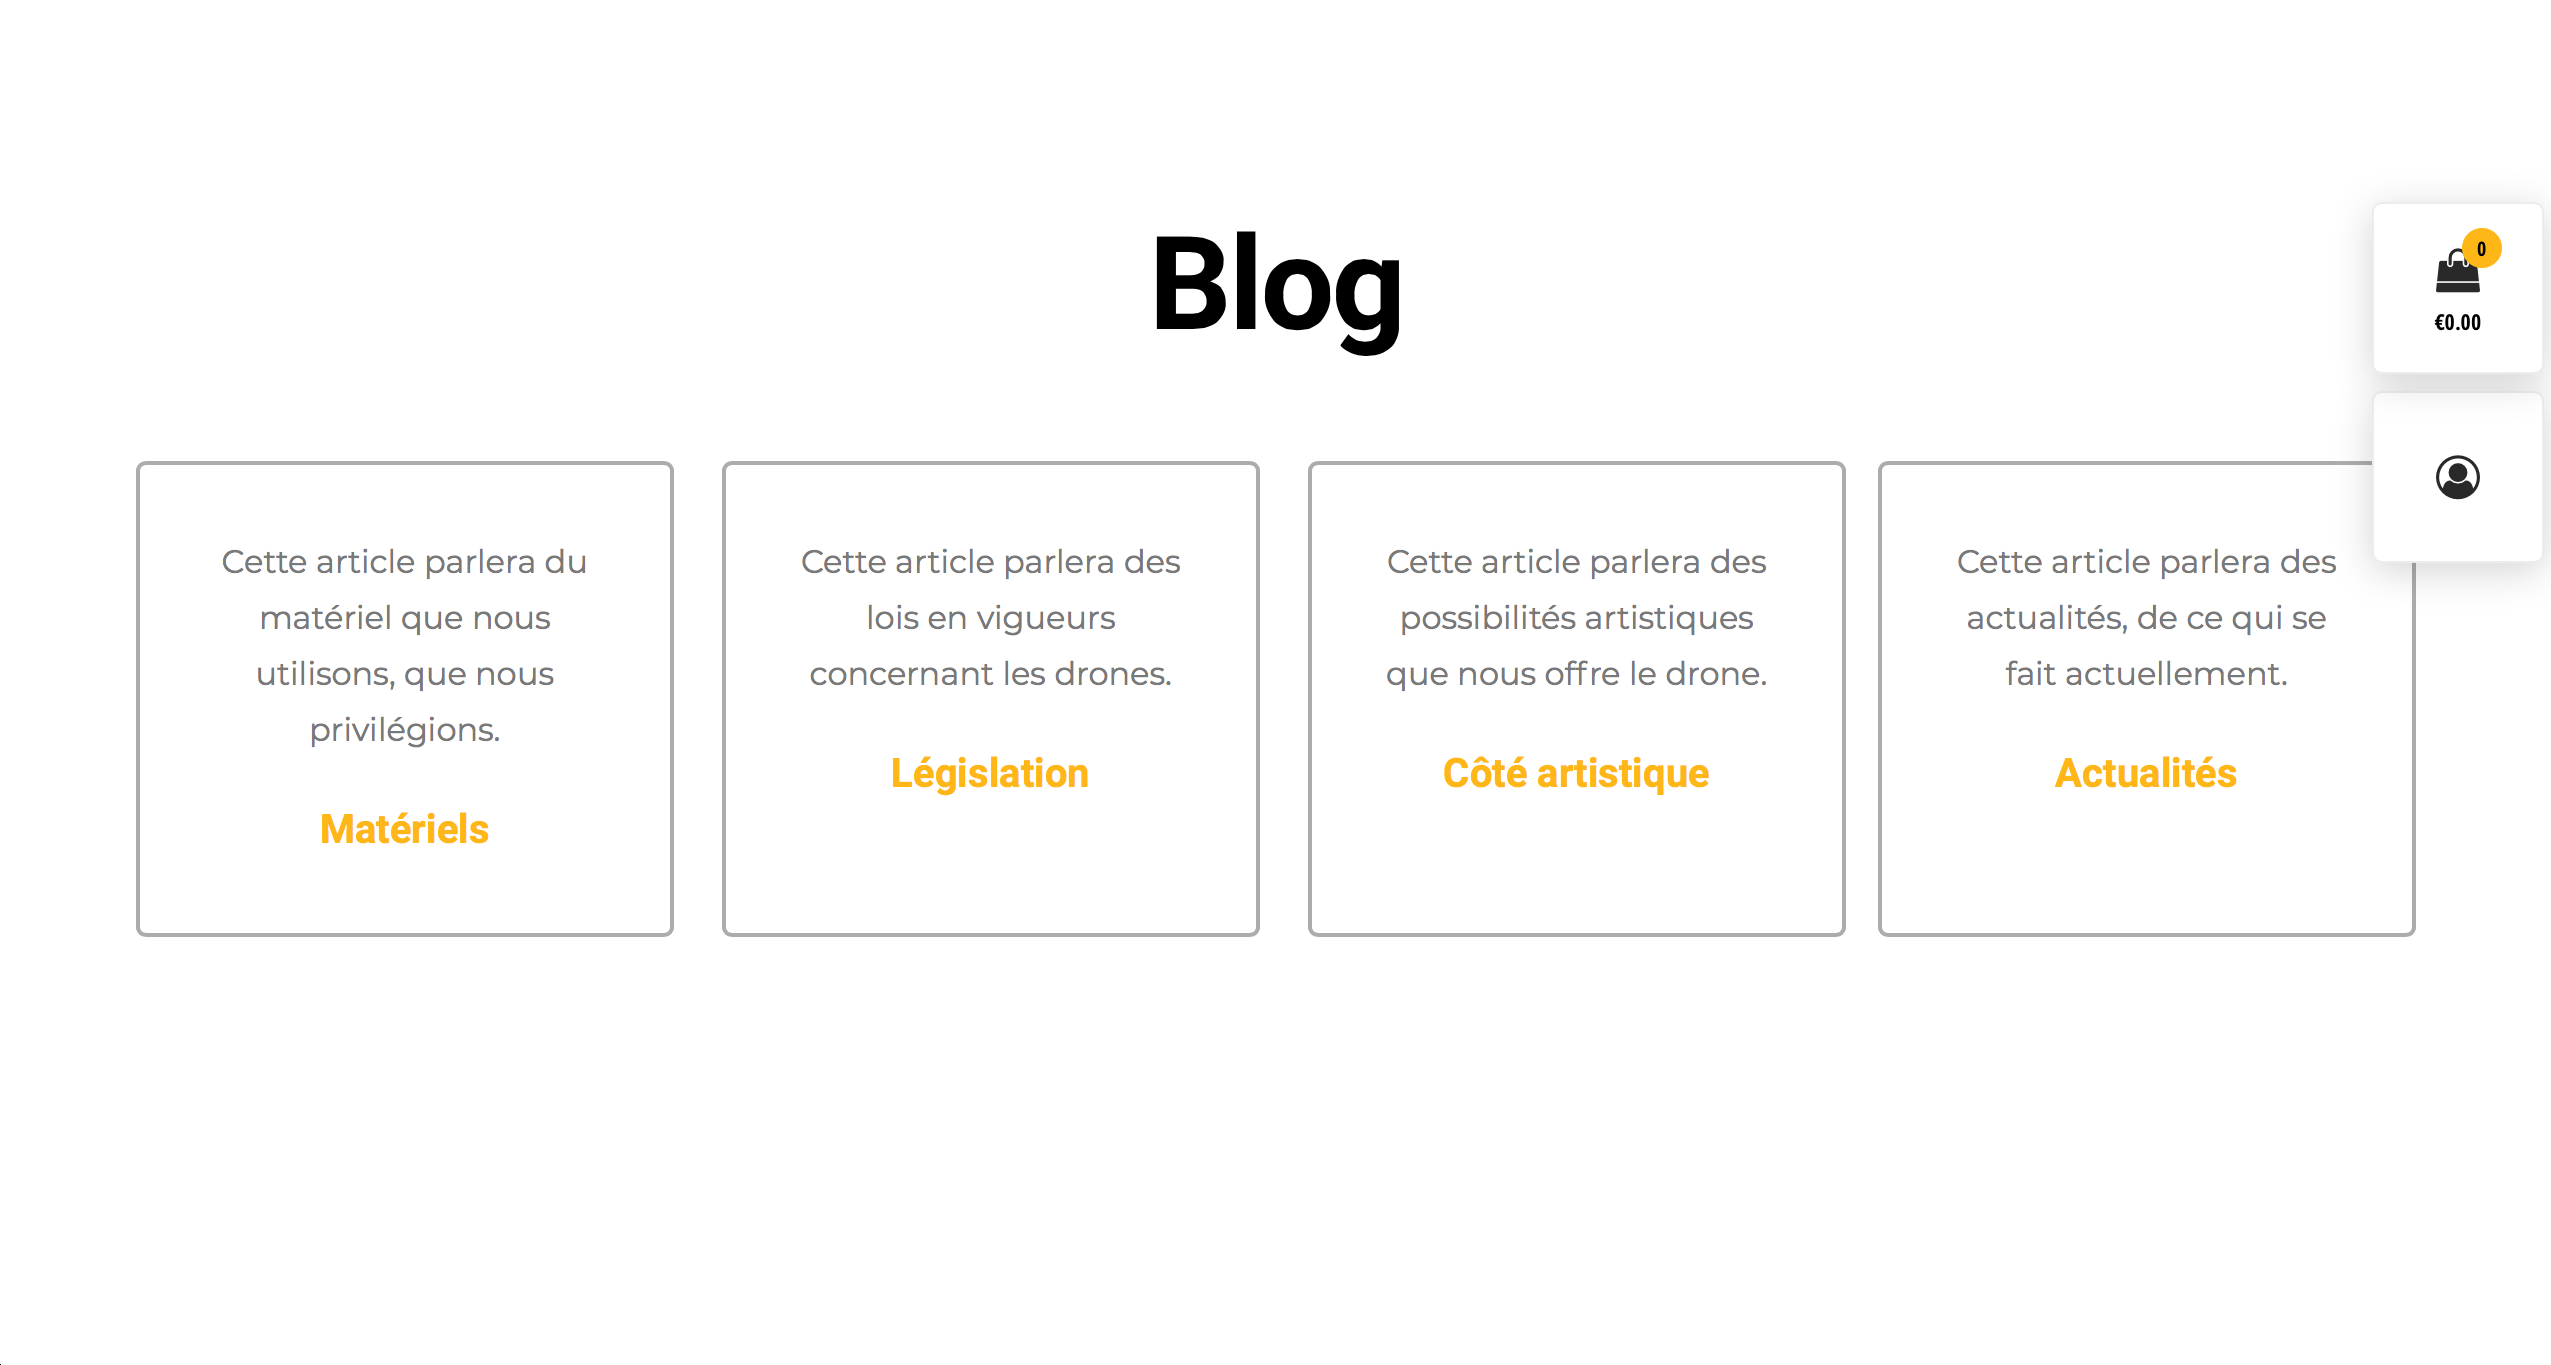 Blog
0
€0.00
Cette article parlera du
matériel que nous
utilisons, que nous
privilégions.
Matériels
Cette article parlera des
lois en vigueurs
concernant les drones.
Législation
Cette article parlera des
possibilités artistiques
que nous offre le drone.
Côté artistique
Cette article parlera des
actualités, de ce qui se
fait actuellement.
Actualités